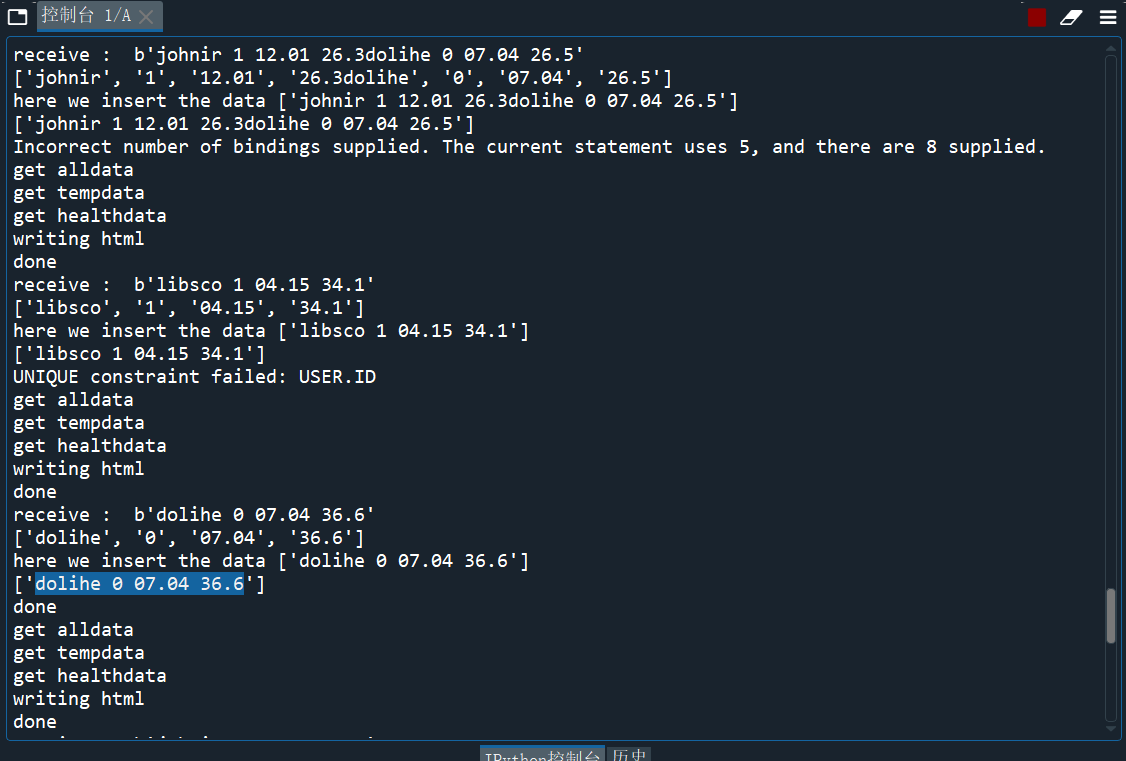 控制台 1/A
receive :  b'johnir 1 12.01 26.3dolihe 0 07.04 26.5'
['johnir', '1', '12.01', '26.3dolihe', '0', '07.04', '26.5']
here we insert the data ['johnir 1 12.01 26.3dolihe 0 07.04 26.5']
['johnir 1 12.01 26.3dolihe 0 07.04 26.5']
Incorrect number of bindings supplied. The current statement uses 5, and there are 8 supplied.
get alldata
get tempdata
get healthdata
writing html
done
receive :  b'libsco 1 04.15 34.1'
['libsco', '1', '04.15', '34.1']
here we insert the data ['libsco 1 04.15 34.1']
['libsco 1 04.15 34.1']
UNIQUE constraint failed: USER.ID
get alldata
get tempdata
get healthdata
writing html
done
receive :  b'dolihe 0 07.04 36.6'
['dolihe', '0', '07.04', '36.6']
here we insert the data ['dolihe 0 07.04 36.6']
['dolihe 0 07.04 36.6']
done
get alldata
get tempdata
get healthdata
writing html
done
IPython控制台 历史